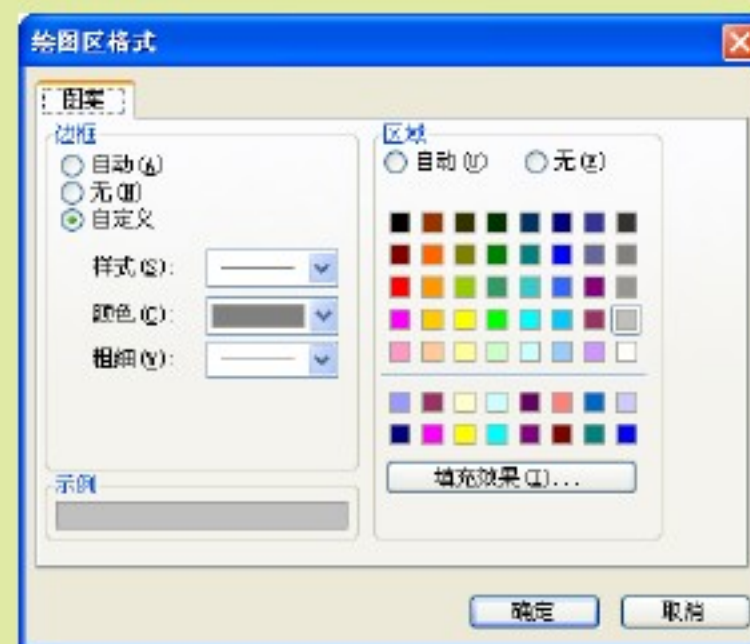 绘图区格式
图案
边框
自动(A)
无(N)
自定义
样式(S):
颜色(C):
粗细(W):
示例
区域
自动(U)
无(E)
填充效果(I)...
确定
取消